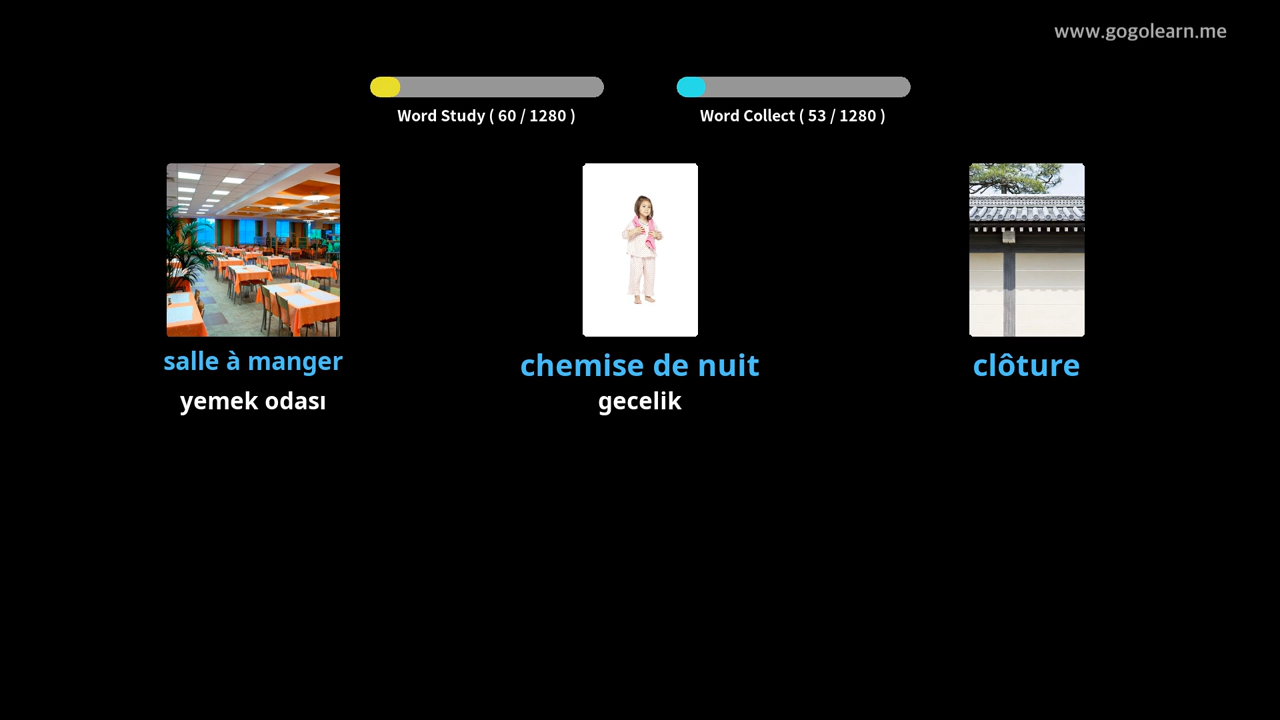 www.gogolearn.me
Word Study ( 60 / 1280 )
Word Collect ( 53 / 1280 )
salle à manger
chemise de nuit
clôture
yemek odası
gecelik